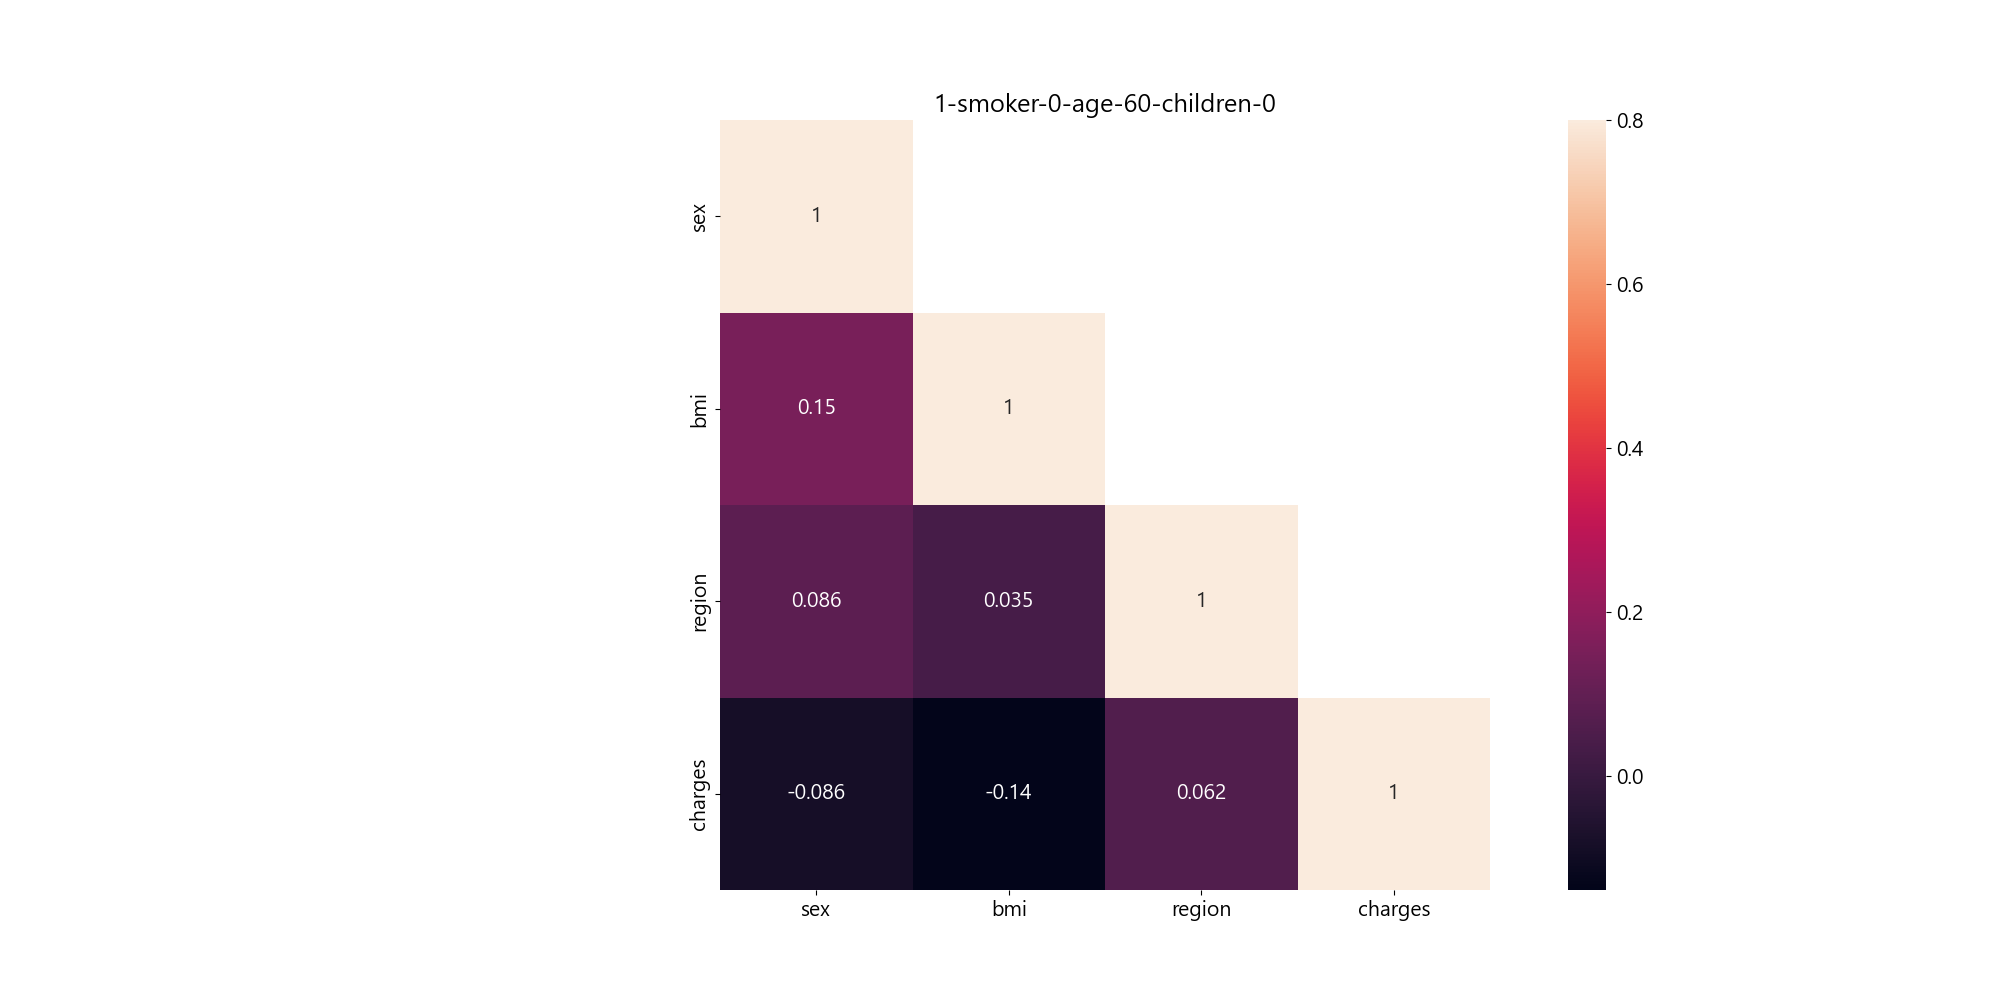 1-smoker-0-age-60-children-0
sex
1
bmi
0.15
1
region
0.086
0.035
1
charges
-0.086
-0.14
0.062
1
sex
bmi
region
charges
0.8
0.6
0.4
0.2
0.0